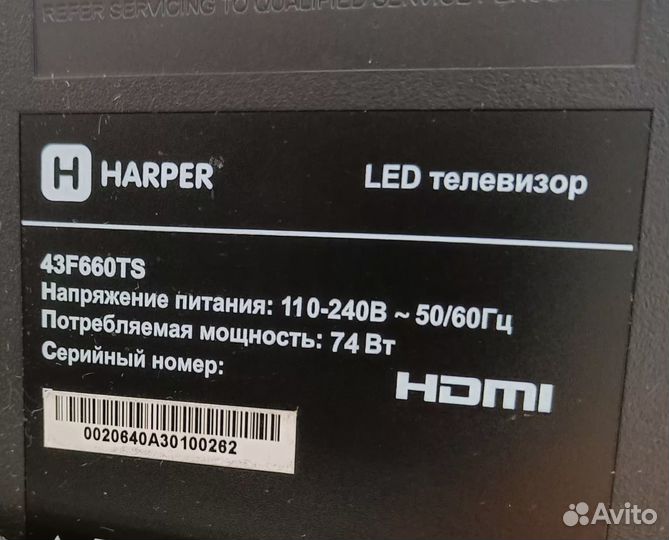 REFER SERVICING TO QUALIFIED SERVICE PERSONNEL
H HARPER
LED телевизор
43F660TS
Напряжение питания: 110-240В ~ 50/60Гц
Потребляемая мощность: 74 Вт
Серийный номер:
HDMI
0020640A30100262
Avito